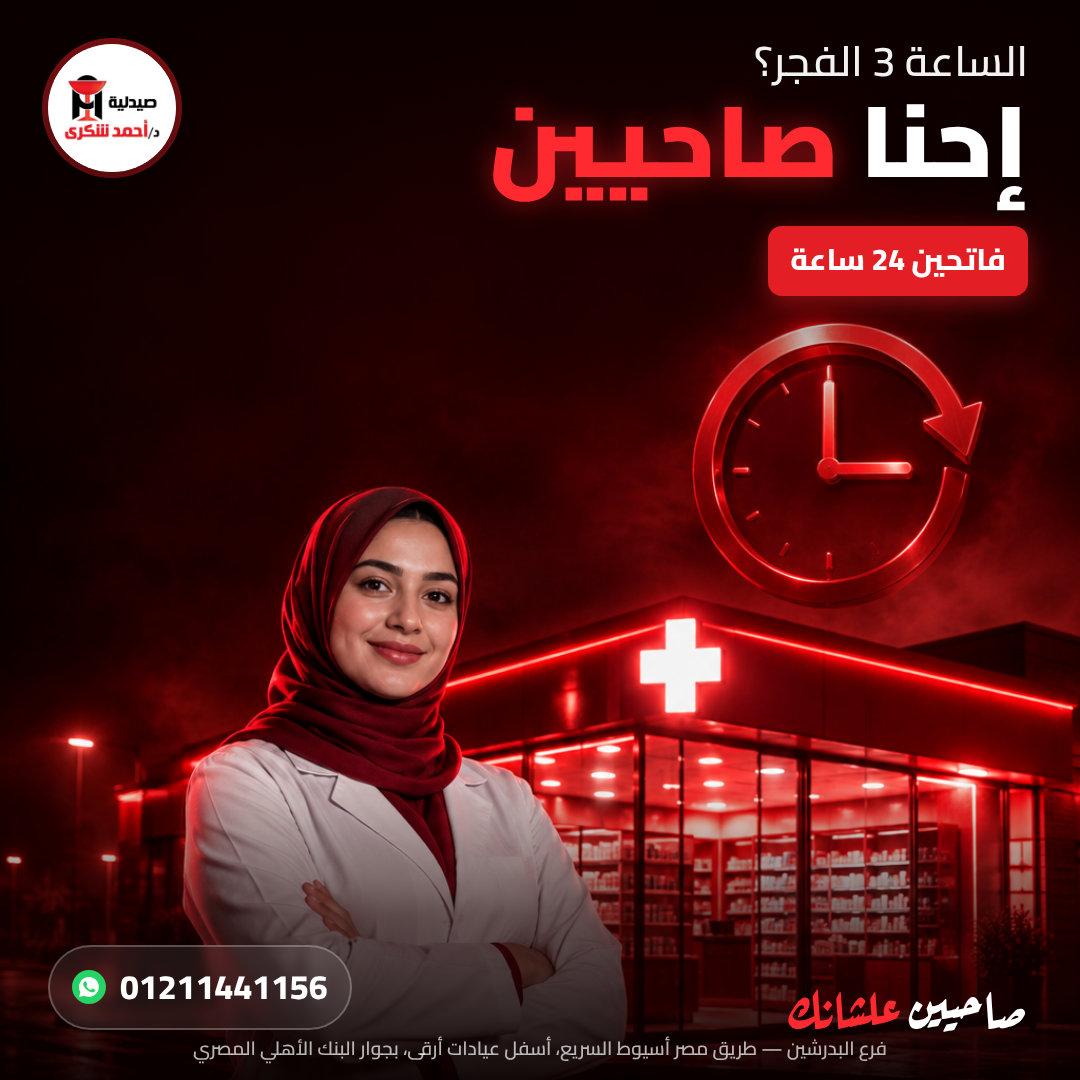 الساعة 3 الفجر؟
إحنا صاحيين
فاتحين 24 ساعة
صيدلية
د/أحمد شكرى
01211441156
صاحيين علشانك
فرع البدرشين — طريق مصر أسيوط السريع، أسفل عيادات أرقى، بجوار البنك الأهلي المصري